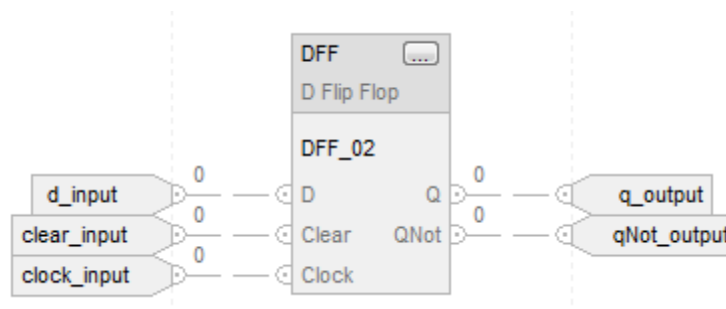 DFF ...
D Flip Flop
DFF_02
d_input 0 D Q 0 q_output
clear_input 0 Clear QNot 0 qNot_output
clock_input 0 Clock